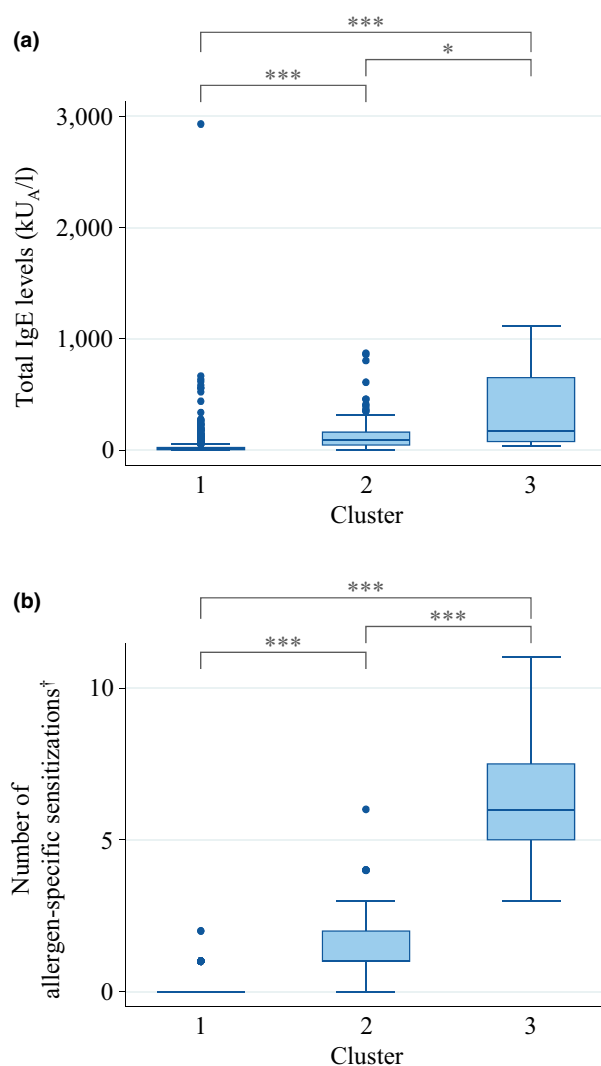 (a)
***
***
*
3,000
2,000
1,000
0
Total IgE levels (kU_A/l)
1 2 3
Cluster
(b)
***
***
***
10
5
0
Number of
allergen-specific sensitizations†
1 2 3
Cluster